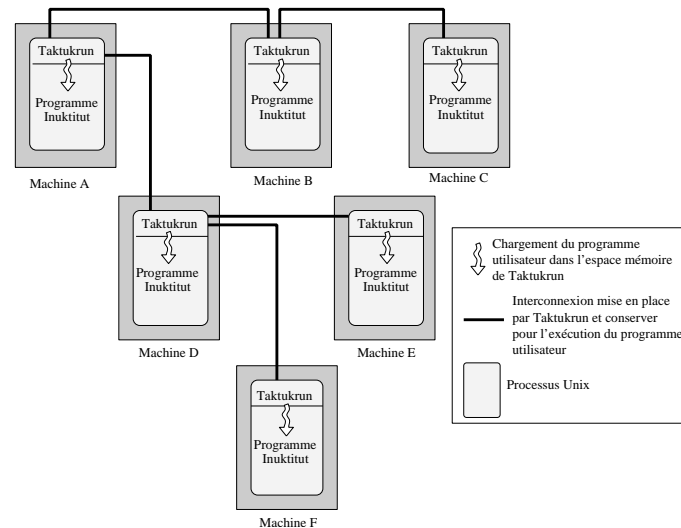 Taktukrun
Programme
Inuktitut
Machine A
Taktukrun
Programme
Inuktitut
Machine B
Taktukrun
Programme
Inuktitut
Machine C
Taktukrun
Programme
Inuktitut
Machine D
Taktukrun
Programme
Inuktitut
Machine E
Taktukrun
Programme
Inuktitut
Machine F
Chargement du programme
utilisateur dans l'espace mémoire
de Taktukrun
Interconnexion mise en place
par Taktukrun et conserver
pour l'exécution du programme
utilisateur
Processus Unix